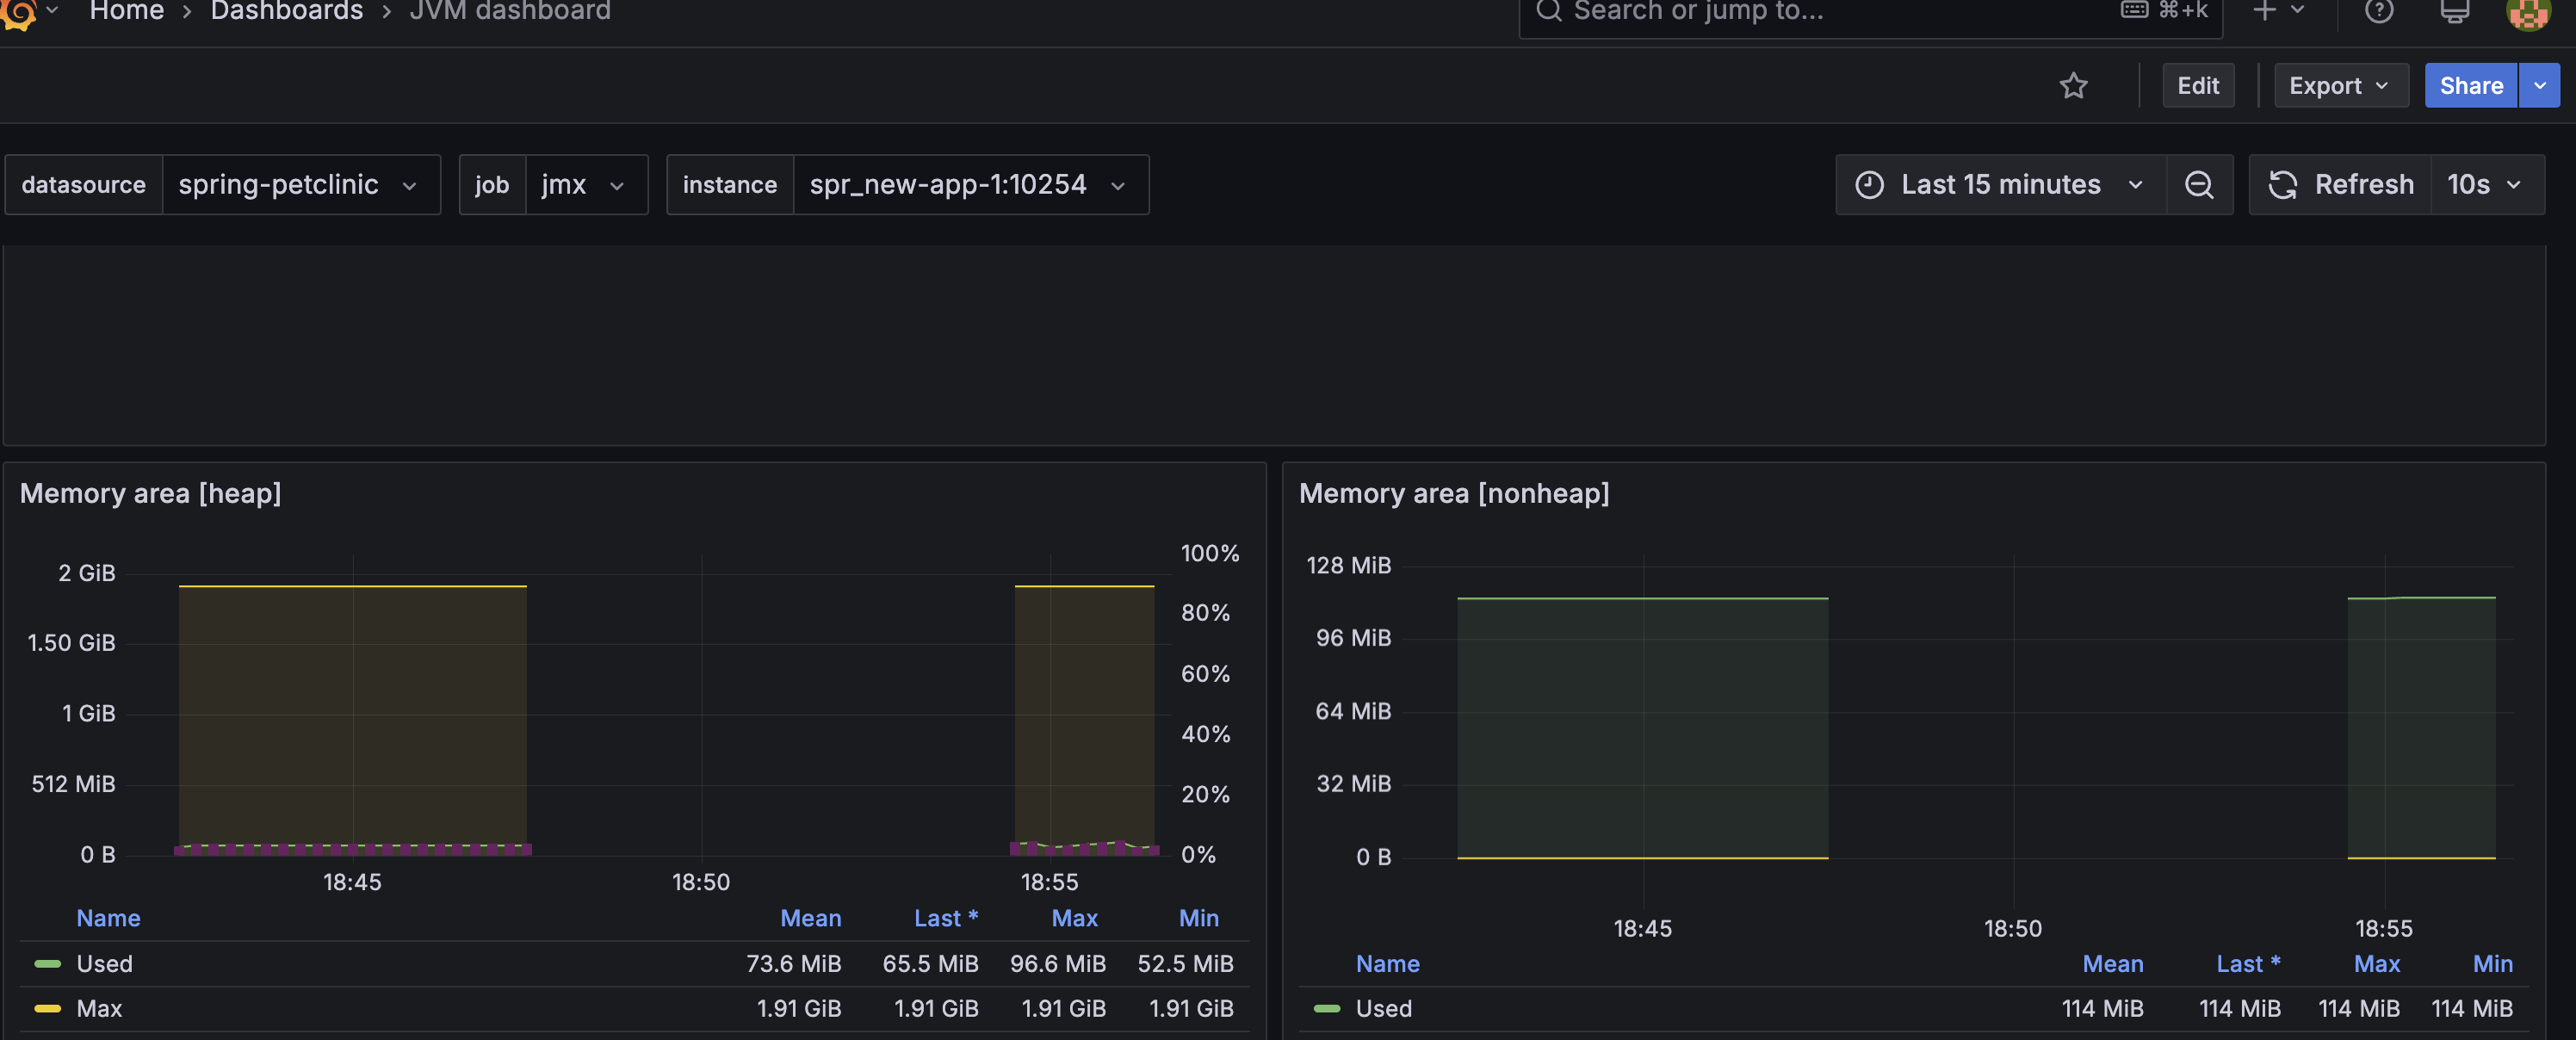 Home > Dashboards > JVM dashboard
Search or jump to...
⌘+k
Edit
Export
Share
datasource
spring-petclinic
job
jmx
instance
spr_new-app-1:10254
Last 15 minutes
Refresh
10s
Memory area [heap]
2 GiB
1.50 GiB
1 GiB
512 MiB
0 B
100%
80%
60%
40%
20%
0%
18:45 18:50 18:55
Name Mean Last * Max Min
Used 73.6 MiB 65.5 MiB 96.6 MiB 52.5 MiB
Max 1.91 GiB 1.91 GiB 1.91 GiB 1.91 GiB
Memory area [nonheap]
128 MiB
96 MiB
64 MiB
32 MiB
0 B
18:45 18:50 18:55
Name Mean Last * Max Min
Used 114 MiB 114 MiB 114 MiB 114 MiB